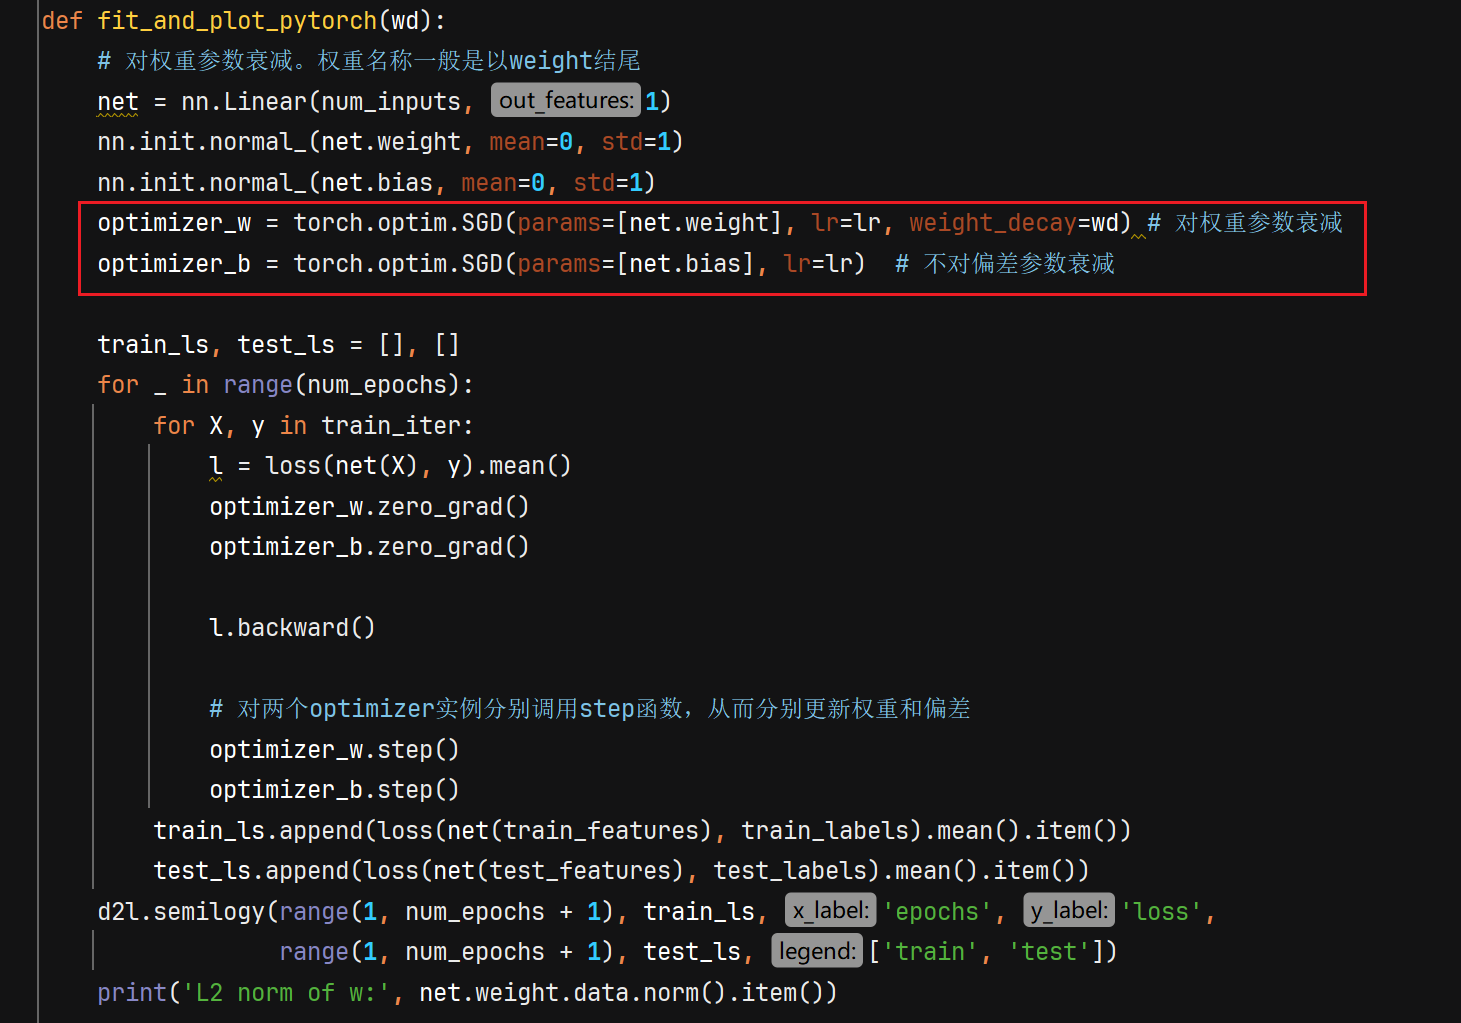 def fit_and_plot_pytorch(wd):
    # 对权重参数衰减。权重名称一般是以weight结尾
    net = nn.Linear(num_inputs, out_features: 1)
    nn.init.normal_(net.weight, mean=0, std=1)
    nn.init.normal_(net.bias, mean=0, std=1)
    optimizer_w = torch.optim.SGD(params=[net.weight], lr=lr, weight_decay=wd) # 对权重参数衰减
    optimizer_b = torch.optim.SGD(params=[net.bias], lr=lr)  # 不对偏差参数衰减
    train_ls, test_ls = [], []
    for _ in range(num_epochs):
        for X, y in train_iter:
            l = loss(net(X), y).mean()
            optimizer_w.zero_grad()
            optimizer_b.zero_grad()
            l.backward()
            # 对两个optimizer实例分别调用step函数，从而分别更新权重和偏差
            optimizer_w.step()
            optimizer_b.step()
        train_ls.append(loss(net(train_features), train_labels).mean().item())
        test_ls.append(loss(net(test_features), test_labels).mean().item())
    d2l.semilogy(range(1, num_epochs + 1), train_ls, x_label: 'epochs', y_label: 'loss',
                 range(1, num_epochs + 1), test_ls, legend: ['train', 'test'])
    print('L2 norm of w:', net.weight.data.norm().item())